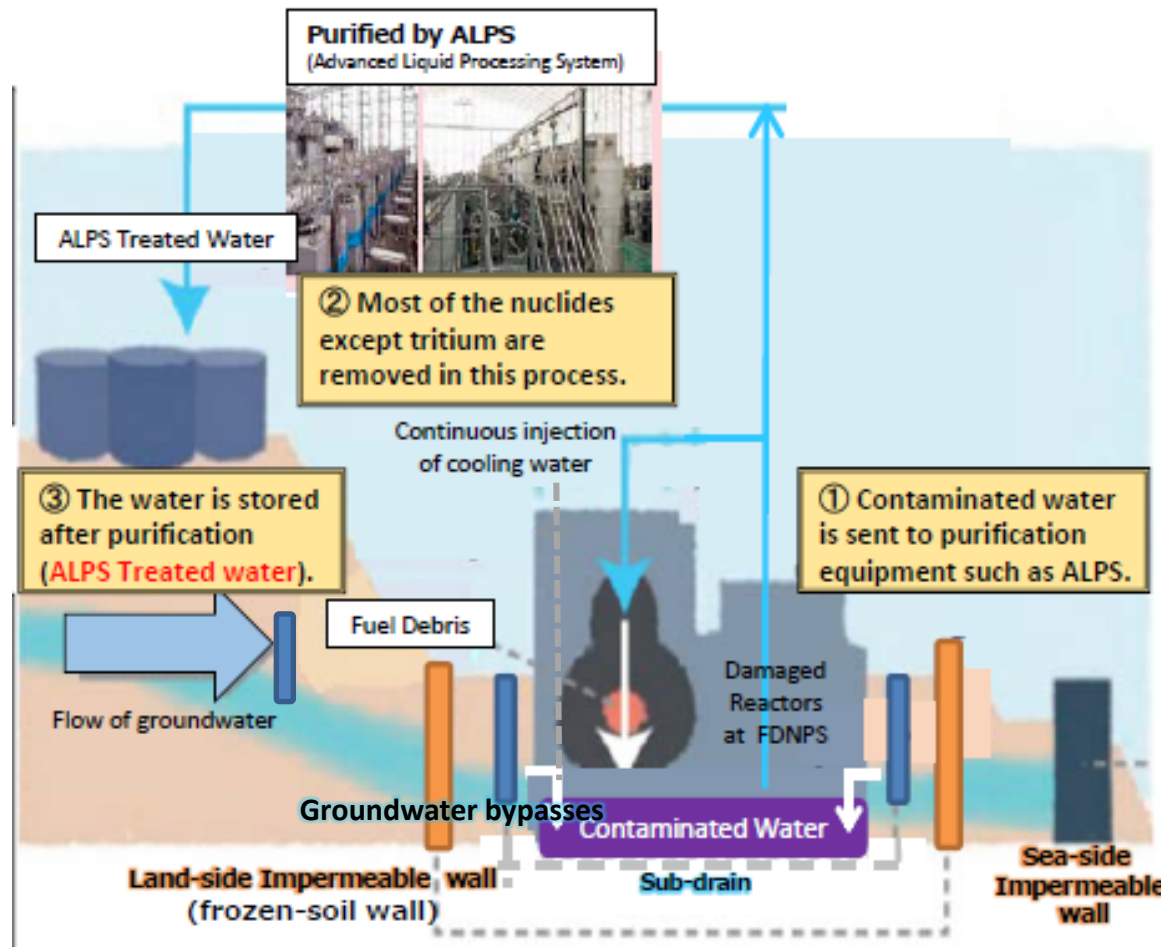 Purified by ALPS
(Advanced Liquid Processing System)
ALPS Treated Water
② Most of the nuclides
except tritium are
removed in this process.
Continuous injection
of cooling water
③ The water is stored
after purification
(ALPS Treated water).
① Contaminated water
is sent to purification
equipment such as ALPS.
Fuel Debris
Flow of groundwater
Damaged
Reactors
at FDNPS
Groundwater bypasses
Contaminated Water
Land-side Impermeable wall
(frozen-soil wall)
Sub-drain
Sea-side
Impermeable
wall